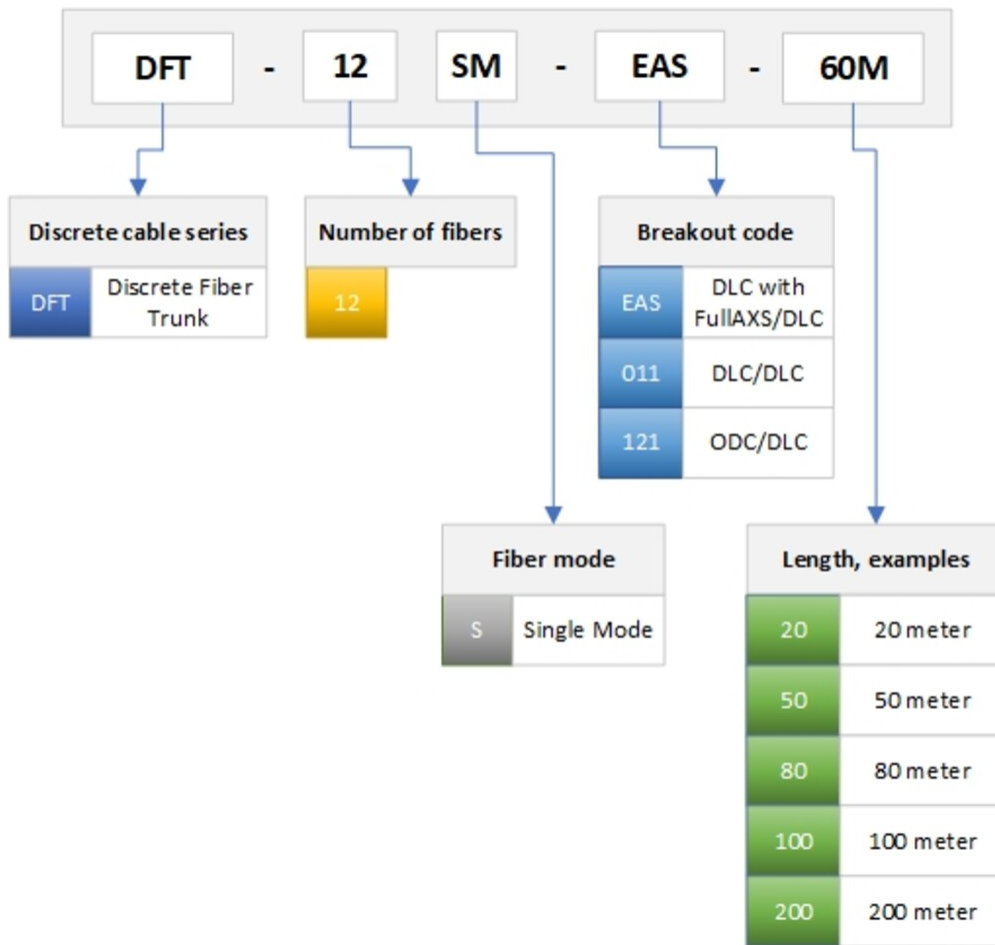 DFT - 12 SM - EAS - 60M
Discrete cable series
DFT Discrete Fiber
Trunk
Number of fibers
12
Breakout code
EAS DLC with
FullAXS/DLC
011 DLC/DLC
121 ODC/DLC
Fiber mode
S Single Mode
Length, examples
20 20 meter
50 50 meter
80 80 meter
100 100 meter
200 200 meter